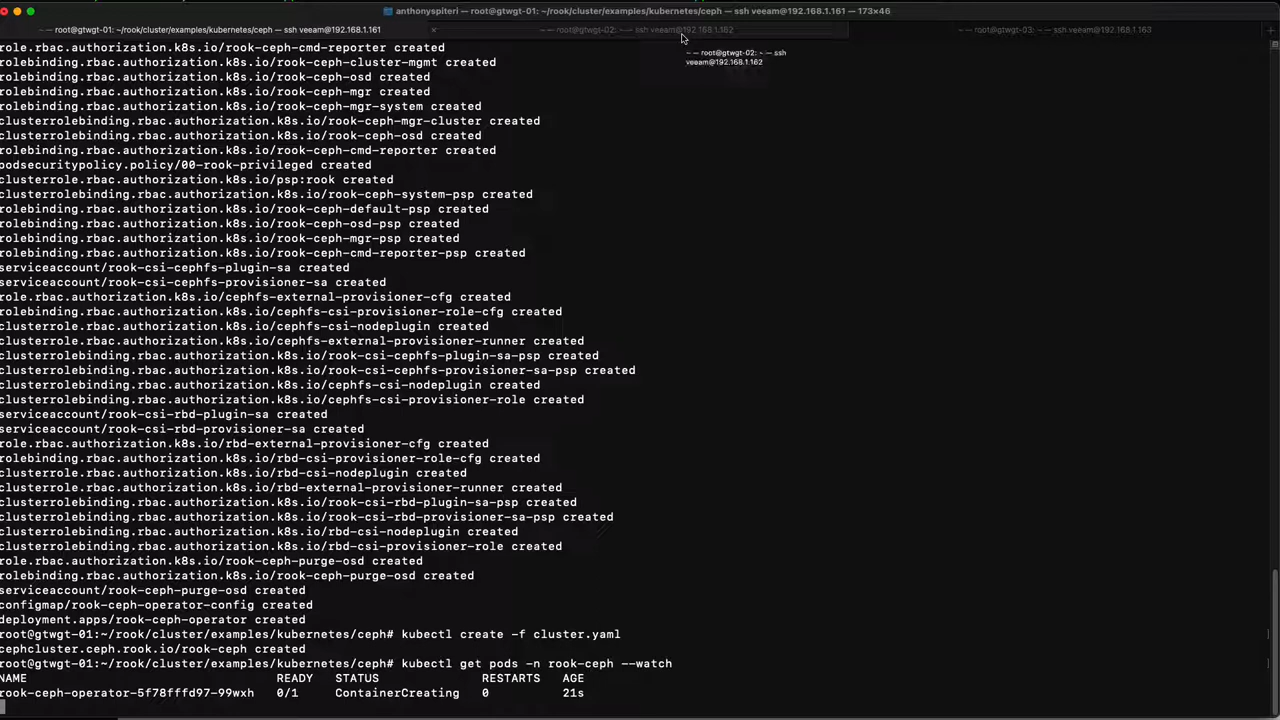 anthonyspiteri — root@gtwgt-01: ~/rook/cluster/examples/kubernetes/ceph — ssh veeam@192.168.1.161 — 173×46
~ — root@gtwgt-01: ~/rook/cluster/examples/kubernetes/ceph — ssh veeam@192.168.1.161
~ — root@gtwgt-02: ~ — ssh veeam@192.168.1.162
~ — root@gtwgt-03: ~ — ssh veeam@192.168.1.163
~ — root@gtwgt-02: ~ — ssh
veeam@192.168.1.162
role.rbac.authorization.k8s.io/rook-ceph-cmd-reporter created
rolebinding.rbac.authorization.k8s.io/rook-ceph-cluster-mgmt created
rolebinding.rbac.authorization.k8s.io/rook-ceph-osd created
rolebinding.rbac.authorization.k8s.io/rook-ceph-mgr created
rolebinding.rbac.authorization.k8s.io/rook-ceph-mgr-system created
clusterrolebinding.rbac.authorization.k8s.io/rook-ceph-mgr-cluster created
clusterrolebinding.rbac.authorization.k8s.io/rook-ceph-osd created
rolebinding.rbac.authorization.k8s.io/rook-ceph-cmd-reporter created
podsecuritypolicy.policy/00-rook-privileged created
clusterrole.rbac.authorization.k8s.io/psp:rook created
clusterrolebinding.rbac.authorization.k8s.io/rook-ceph-system-psp created
rolebinding.rbac.authorization.k8s.io/rook-ceph-default-psp created
rolebinding.rbac.authorization.k8s.io/rook-ceph-osd-psp created
rolebinding.rbac.authorization.k8s.io/rook-ceph-mgr-psp created
rolebinding.rbac.authorization.k8s.io/rook-ceph-cmd-reporter-psp created
serviceaccount/rook-csi-cephfs-plugin-sa created
serviceaccount/rook-csi-cephfs-provisioner-sa created
role.rbac.authorization.k8s.io/cephfs-external-provisioner-cfg created
rolebinding.rbac.authorization.k8s.io/cephfs-csi-provisioner-role-cfg created
clusterrole.rbac.authorization.k8s.io/cephfs-csi-nodeplugin created
clusterrole.rbac.authorization.k8s.io/cephfs-external-provisioner-runner created
clusterrolebinding.rbac.authorization.k8s.io/rook-csi-cephfs-plugin-sa-psp created
clusterrolebinding.rbac.authorization.k8s.io/rook-csi-cephfs-provisioner-sa-psp created
clusterrolebinding.rbac.authorization.k8s.io/cephfs-csi-nodeplugin created
clusterrolebinding.rbac.authorization.k8s.io/cephfs-csi-provisioner-role created
serviceaccount/rook-csi-rbd-plugin-sa created
serviceaccount/rook-csi-rbd-provisioner-sa created
role.rbac.authorization.k8s.io/rbd-external-provisioner-cfg created
rolebinding.rbac.authorization.k8s.io/rbd-csi-provisioner-role-cfg created
clusterrole.rbac.authorization.k8s.io/rbd-csi-nodeplugin created
clusterrole.rbac.authorization.k8s.io/rbd-external-provisioner-runner created
clusterrolebinding.rbac.authorization.k8s.io/rook-csi-rbd-plugin-sa-psp created
clusterrolebinding.rbac.authorization.k8s.io/rook-csi-rbd-provisioner-sa-psp created
clusterrolebinding.rbac.authorization.k8s.io/rbd-csi-nodeplugin created
clusterrolebinding.rbac.authorization.k8s.io/rbd-csi-provisioner-role created
role.rbac.authorization.k8s.io/rook-ceph-purge-osd created
rolebinding.rbac.authorization.k8s.io/rook-ceph-purge-osd created
serviceaccount/rook-ceph-purge-osd created
configmap/rook-ceph-operator-config created
deployment.apps/rook-ceph-operator created
root@gtwgt-01:~/rook/cluster/examples/kubernetes/ceph# kubectl create -f cluster.yaml
cephcluster.ceph.rook.io/rook-ceph created
root@gtwgt-01:~/rook/cluster/examples/kubernetes/ceph# kubectl get pods -n rook-ceph --watch
NAME READY STATUS RESTARTS AGE
rook-ceph-operator-5f78fffd97-99wxh 0/1 ContainerCreating 0 21s